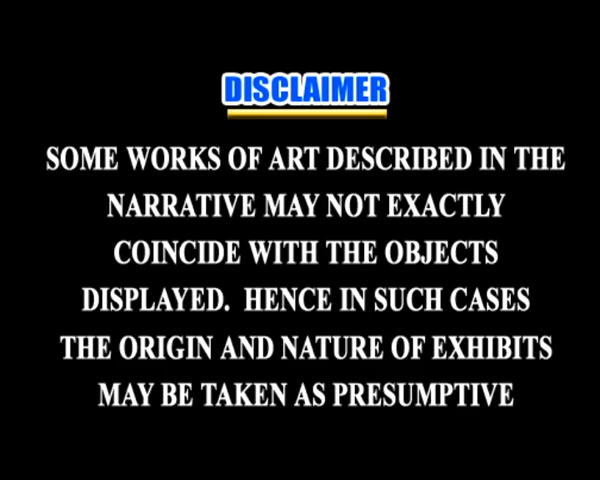 DISCLAIMER
SOME WORKS OF ART DESCRIBED IN THE
NARRATIVE MAY NOT EXACTLY
COINCIDE WITH THE OBJECTS
DISPLAYED. HENCE IN SUCH CASES
THE ORIGIN AND NATURE OF EXHIBITS
MAY BE TAKEN AS PRESUMPTIVE